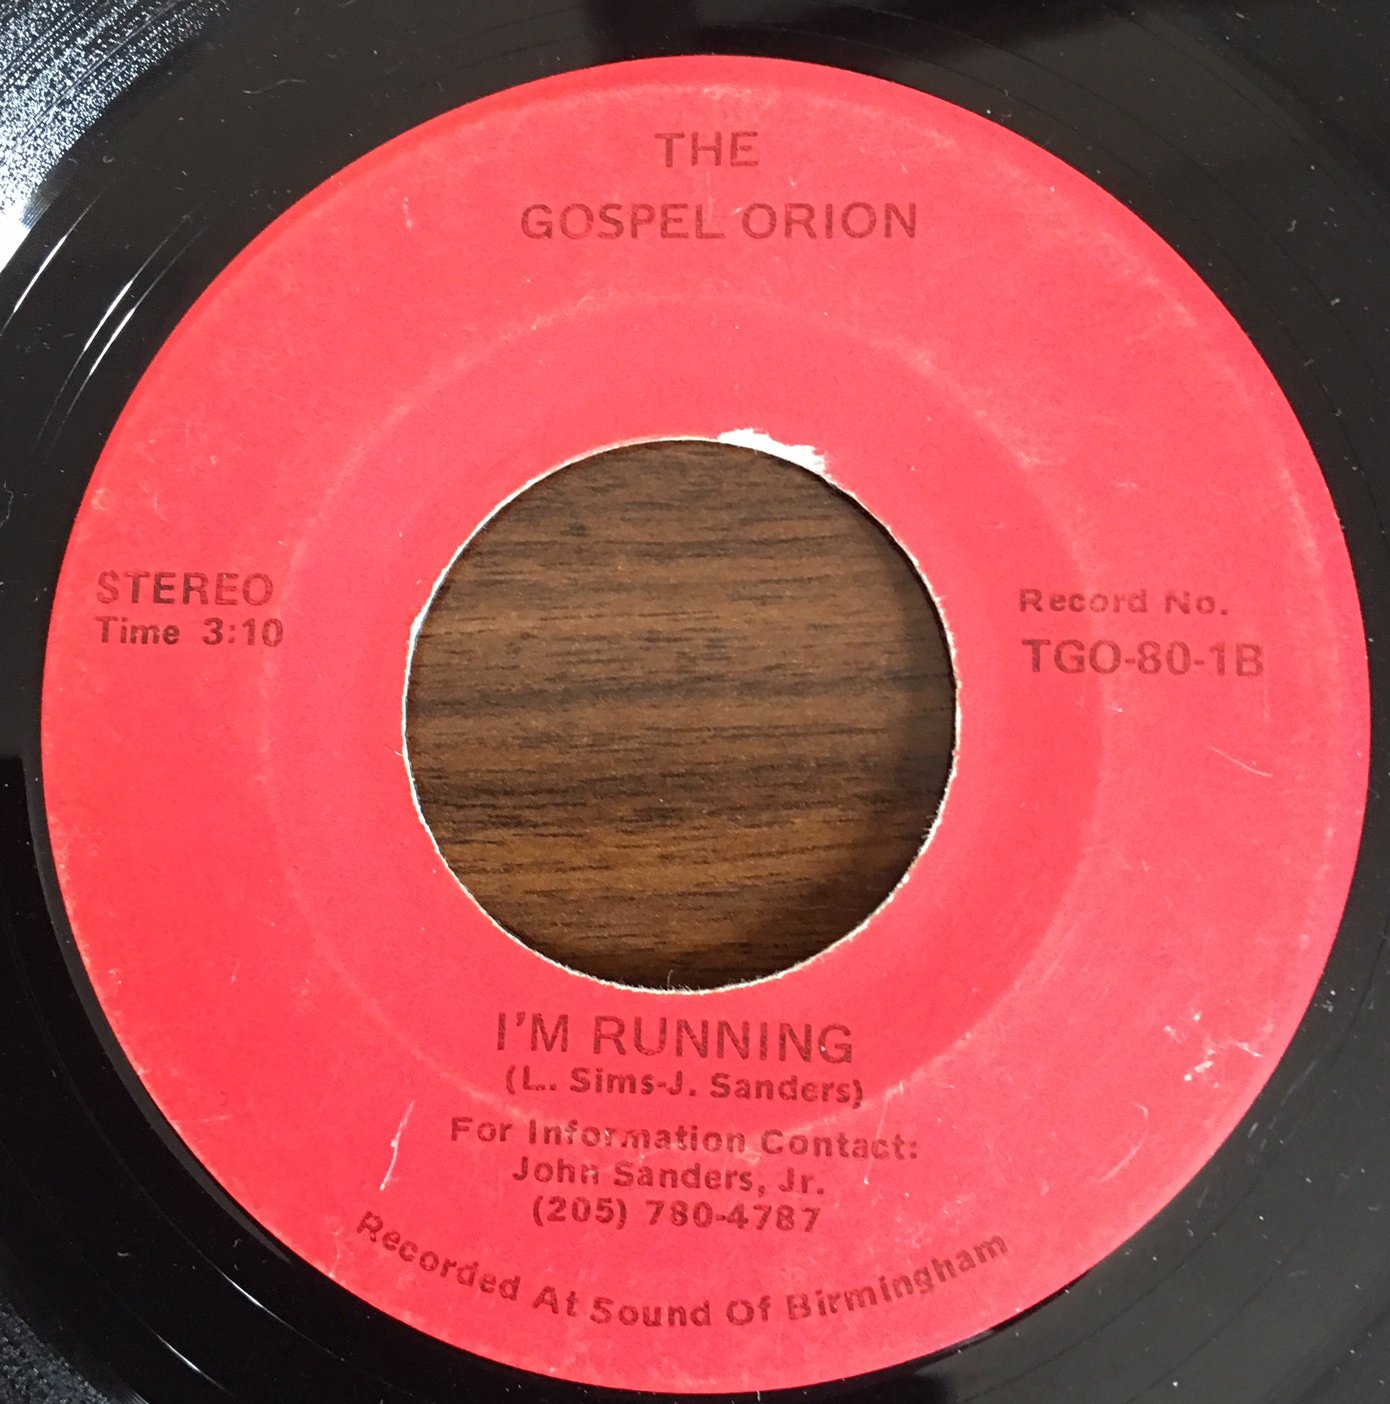 THE
GOSPEL ORION
STEREO
Time 3:10
Record No.
TGO-80-1B
I'M RUNNING
(L. Sims-J. Sanders)
For Information Contact:
John Sanders, Jr.
(205) 780-4787
Recorded At Sound Of Birmingham